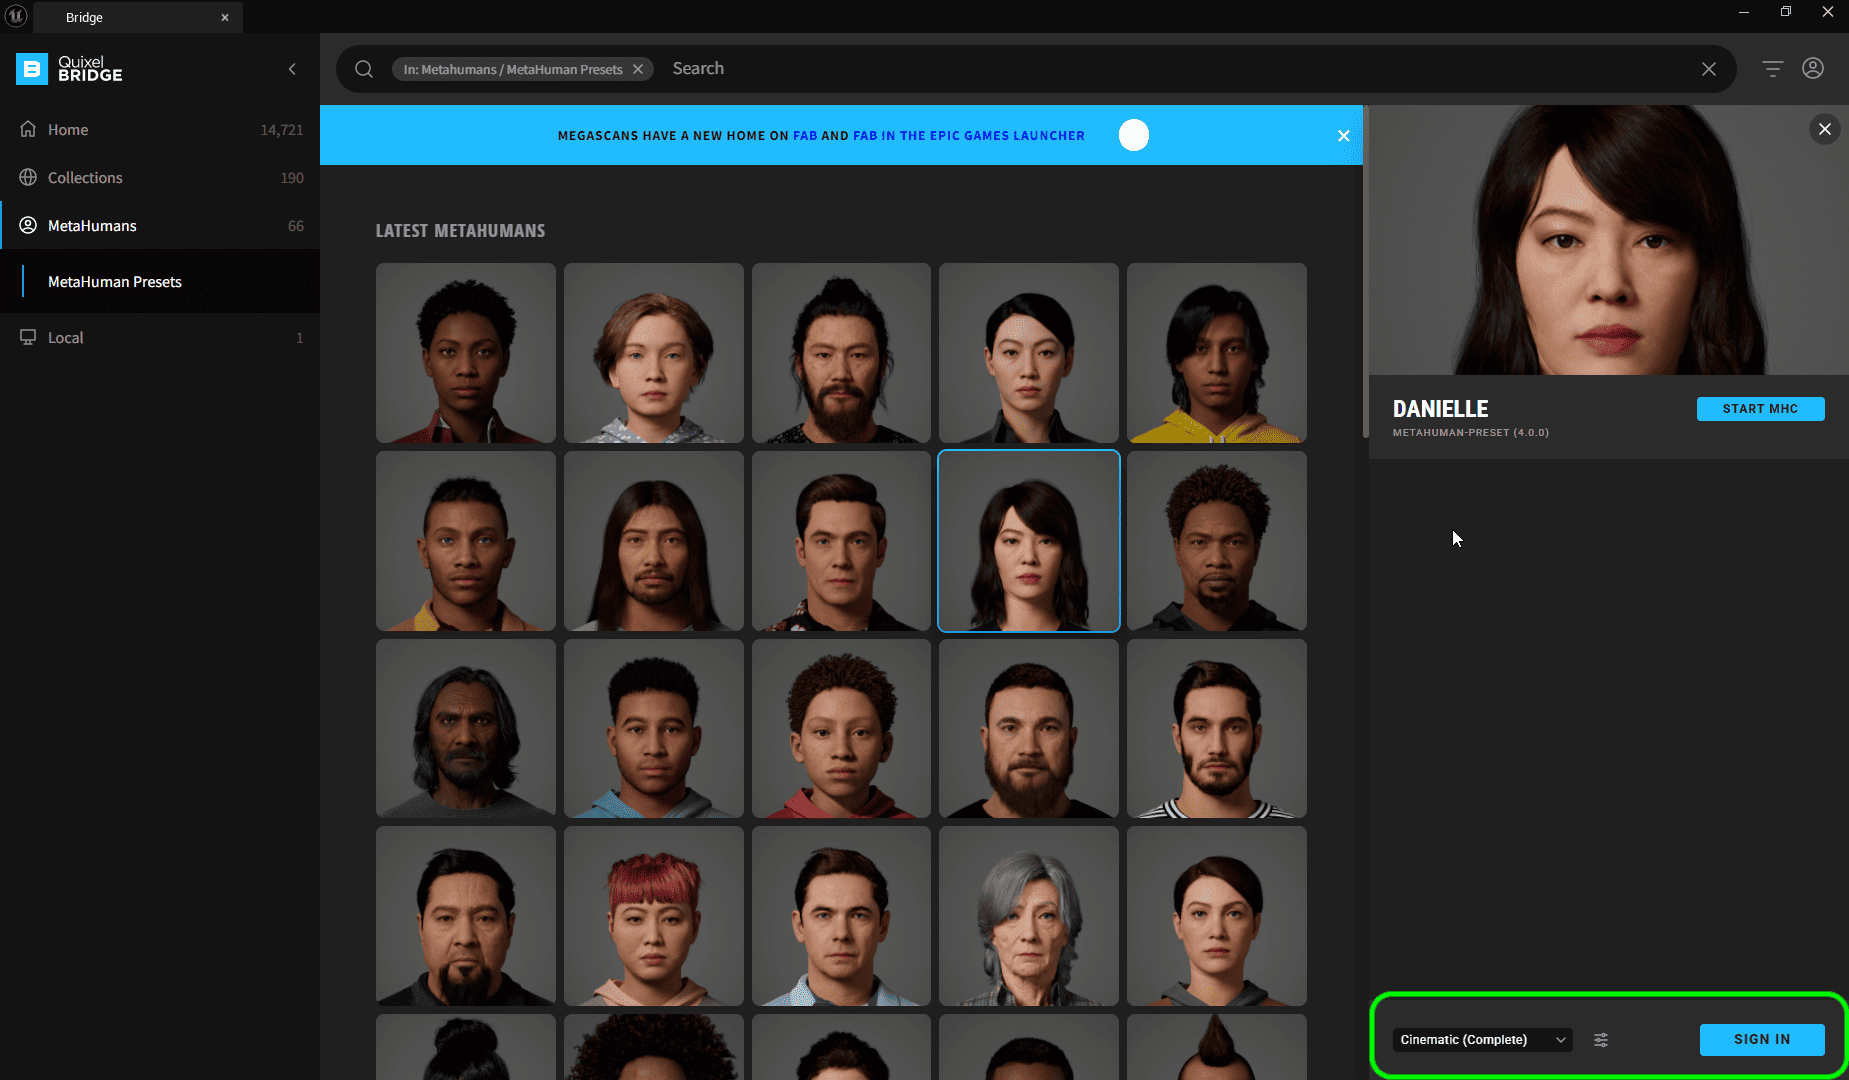 Bridge
Quixel
BRIDGE
In: Metahumans / MetaHuman Presets
Search
Home 14,721
Collections 190
MetaHumans 66
MetaHuman Presets
Local 1
MEGASCANS HAVE A NEW HOME ON FAB AND FAB IN THE EPIC GAMES LAUNCHER
LATEST METAHUMANS
DANIELLE
START MHC
METAHUMAN-PRESET (4.0.0)
Cinematic (Complete)
SIGN IN